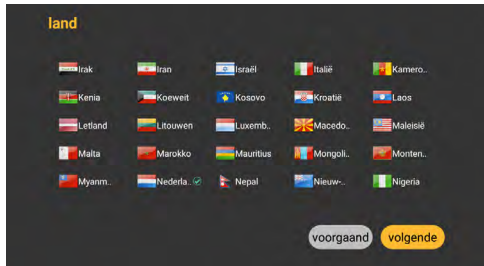 land
Irak Iran Israël Italië Kamero..
Kenia Koeweit Kosovo Kroatië Laos
Letland Litouwen Luxemb.. Macedo.. Maleisië
Malta Marokko Mauritius Mongoli.. Monten..
Myanm.. Nederla.. Nepal Nieuw-.. Nigeria
voorgaand volgende